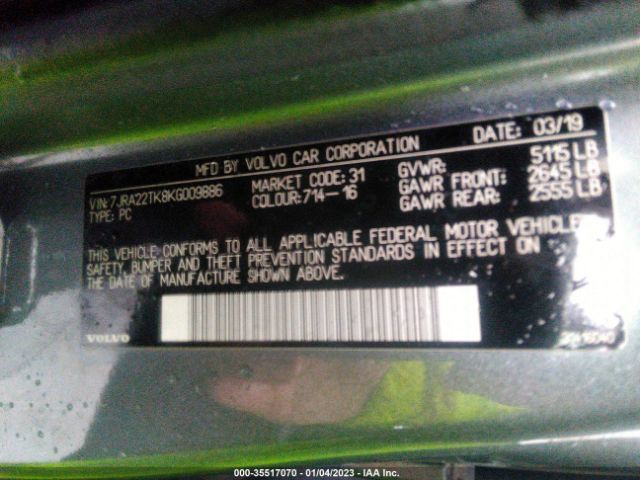 MFD BY VOLVO CAR CORPORATION DATE: 03/19
VIN: 7JRA22TK8KG009886 MARKET CODE: 31 GVWR: 5115 LB
TYPE: PC COLOUR: 714-16 GAWR FRONT: 2645 LB
GAWR REAR: 2555 LB
THIS VEHICLE CONFORMS TO ALL APPLICABLE FEDERAL MOTOR VEHICLE
SAFETY, BUMPER AND THEFT PREVENTION STANDARDS IN EFFECT ON
THE DATE OF MANUFACTURE SHOWN ABOVE.
VOLVO
000-35517070 - 01/04/2023 - IAA Inc.